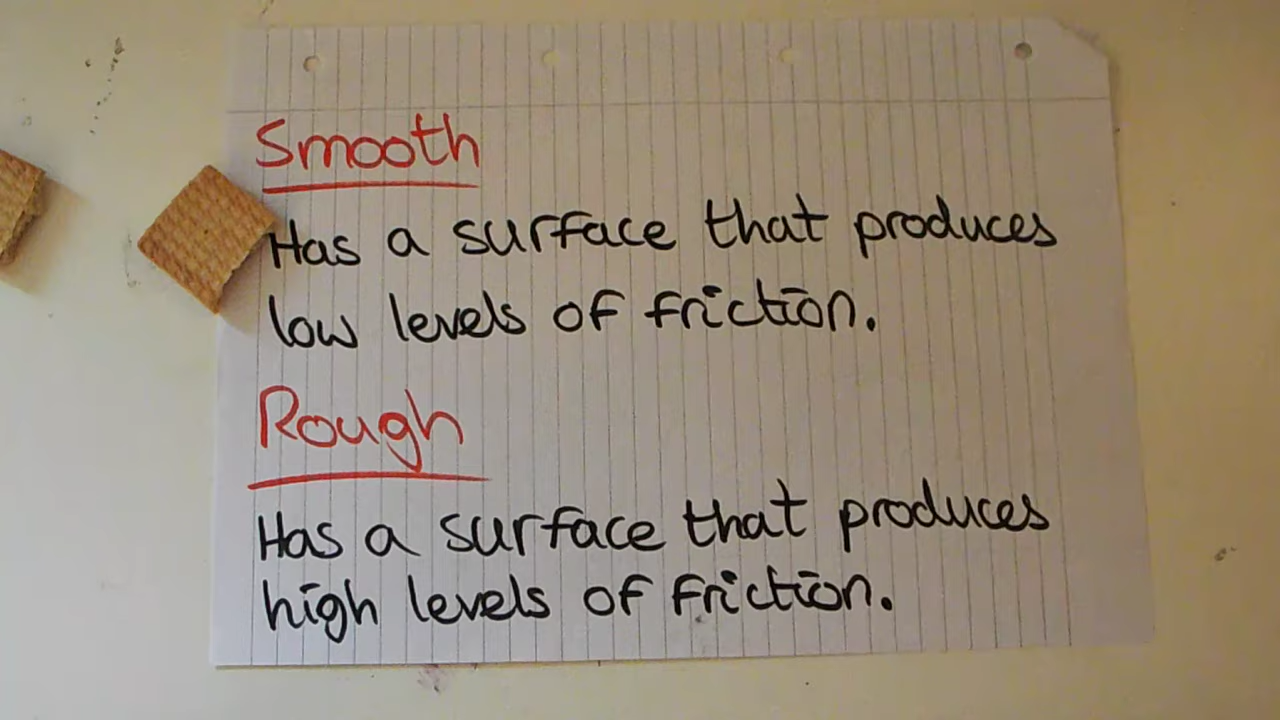 Smooth
Has a surface that produces
low levels of friction.
Rough
Has a surface that produces
high levels of friction.